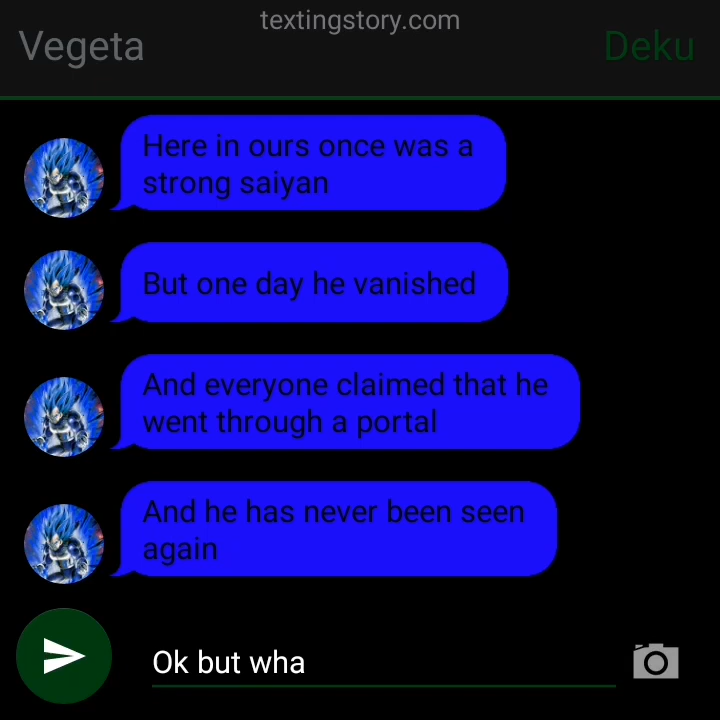 textingstory.com
Vegeta
Deku
Here in ours once was a
strong saiyan
But one day he vanished
And everyone claimed that he
went through a portal
And he has never been seen
again
Ok but wha